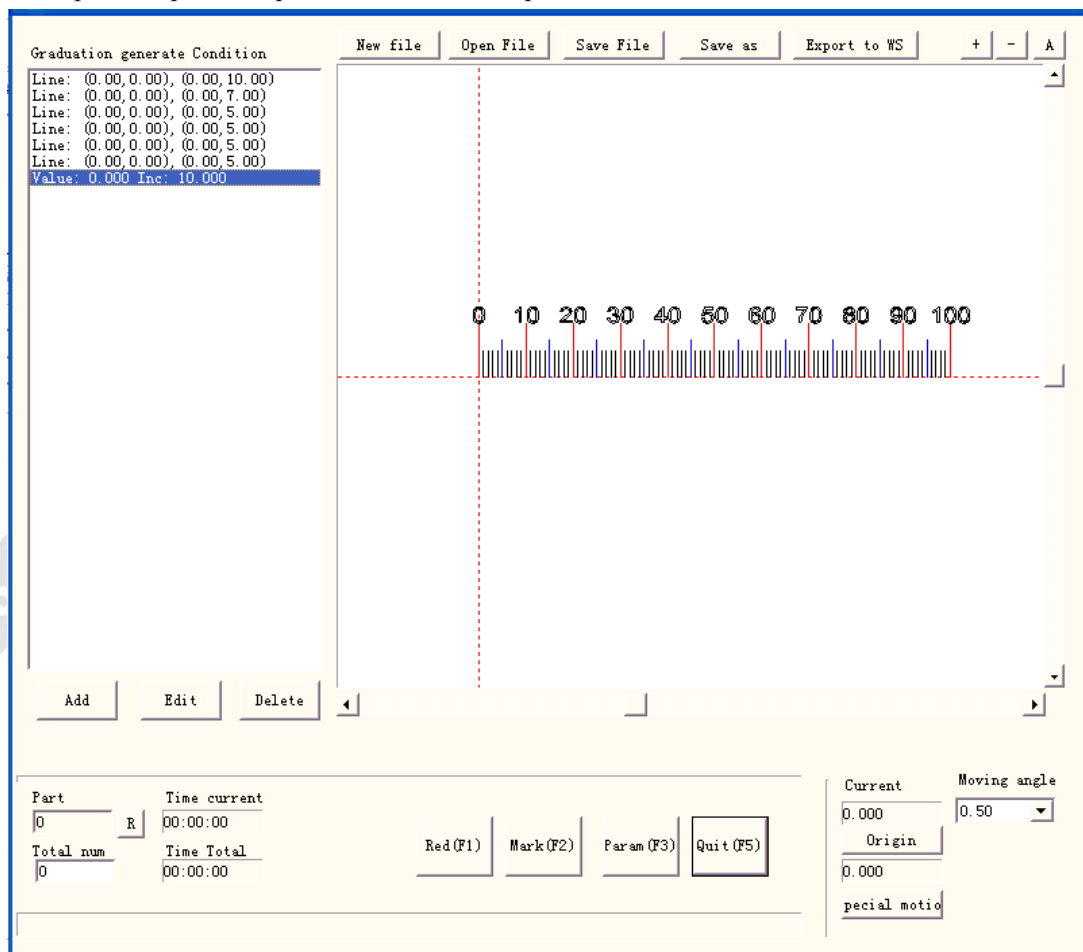 Graduation generate Condition
New file Open File Save File Save as Export to WS + - A
Line: (0.00,0.00), (0.00,10.00)
Line: (0.00,0.00), (0.00,7.00)
Line: (0.00,0.00), (0.00,5.00)
Line: (0.00,0.00), (0.00,5.00)
Line: (0.00,0.00), (0.00,5.00)
Line: (0.00,0.00), (0.00,5.00)
Value: 0.000 Inc: 10.000
0 10 20 30 40 50 60 70 80 90 100
Add Edit Delete
Part Time current
0 R 00:00:00
Total num Time Total
0 00:00:00
Red(F1) Mark(F2) Param(F3) Quit(F5)
Current Moving angle
0.000 0.50
Origin
0.000
pecial motio